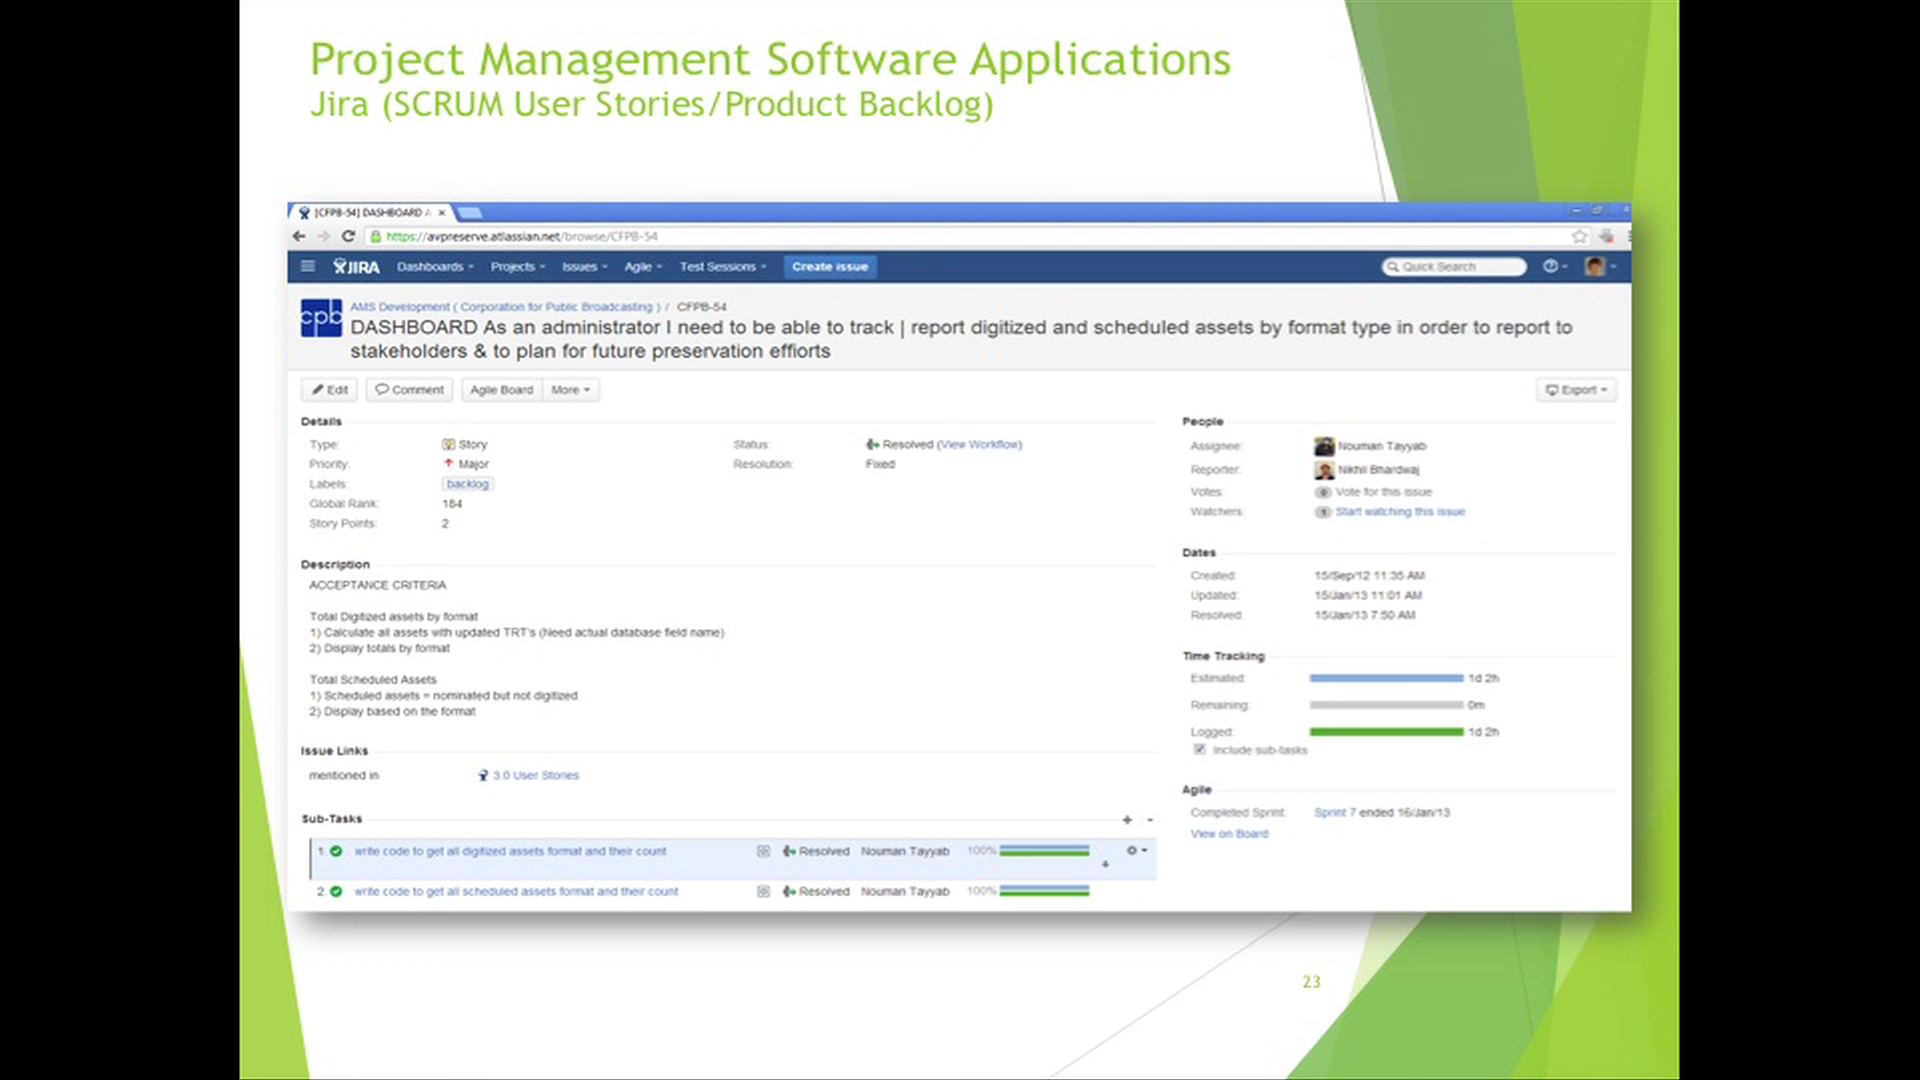 Project Management Software Applications
Jira (SCRUM User Stories/Product Backlog)
[CFPB-54] DASHBOARD A
https://avpreserve.atlassian.net/browse/CFPB-54
JIRA Dashboards Projects Issues Agile Test Sessions Create issue Quick Search
cpb
AMS Development ( Corporation for Public Broadcasting ) / CFPB-54
DASHBOARD As an administrator I need to be able to track | report digitized and scheduled assets by format type in order to report to
stakeholders & to plan for future preservation effiorts
Edit Comment Agile Board More Export
Details
Type: Story Status: Resolved (View Workflow)
Priority: Major Resolution: Fixed
Labels: backlog
Global Rank: 184
Story Points: 2
Description
ACCEPTANCE CRITERIA
Total Digitized assets by format
1) Calculate all assets with updated TRT's (Need actual database field name)
2) Display totals by format
Total Scheduled Assets
1) Scheduled assets = nominated but not digitized.
2) Display based on the format
Issue Links
mentioned in 3.0 User Stories
Sub-Tasks
1. write code to get all digitized assets format and their count Resolved Nouman Tayyab 100%
2. write code to get all scheduled assets format and their count Resolved Nouman Tayyab 100%
People
Assignee: Nouman Tayyab
Reporter: Nikhil Bhardwaj
Votes: 0 Vote for this issue
Watchers: 1 Start watching this issue
Dates
Created: 15/Sep/12 11:35 AM
Updated: 15/Jan/13 11:01 AM
Resolved: 15/Jan/13 7:50 AM
Time Tracking
Estimated: 1d 2h
Remaining: 0m
Logged: 1d 2h
Include sub-tasks
Agile
Completed Sprint: Sprint 7 ended 16/Jan/13
View on Board
23